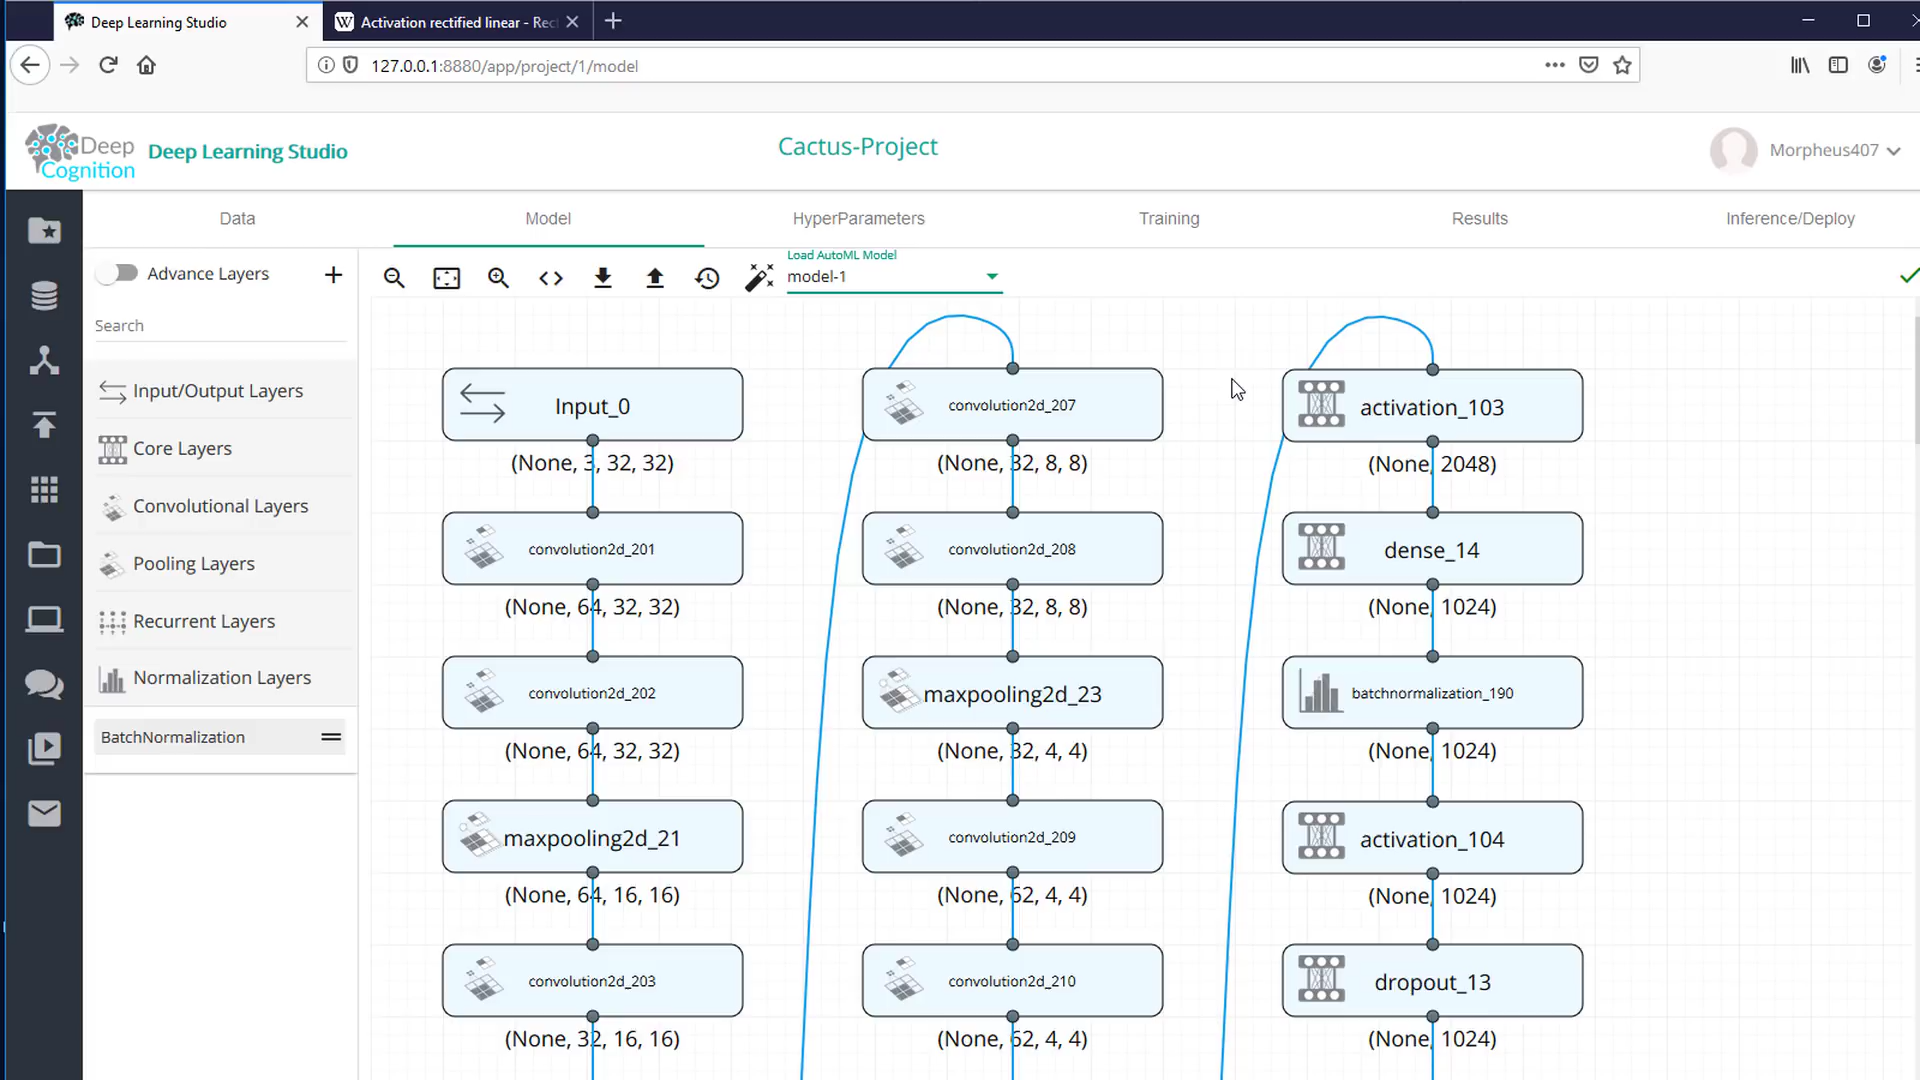 Deep Learning Studio
Activation rectified linear - Rec
127.0.0.1:8880/app/project/1/model
Deep
Cognition
Deep Learning Studio
Cactus-Project
Morpheus407
Data
Model
HyperParameters
Training
Results
Inference/Deploy
Advance Layers
Search
Input/Output Layers
Core Layers
Convolutional Layers
Pooling Layers
Recurrent Layers
Normalization Layers
BatchNormalization
Load AutoML Model
model-1
Input_0
(None, 3, 32, 32)
convolution2d_201
(None, 64, 32, 32)
convolution2d_202
(None, 64, 32, 32)
maxpooling2d_21
(None, 64, 16, 16)
convolution2d_203
(None, 32, 16, 16)
convolution2d_207
(None, 32, 8, 8)
convolution2d_208
(None, 32, 8, 8)
maxpooling2d_23
(None, 32, 4, 4)
convolution2d_209
(None, 62, 4, 4)
convolution2d_210
(None, 62, 4, 4)
activation_103
(None, 2048)
dense_14
(None, 1024)
batchnormalization_190
(None, 1024)
activation_104
(None, 1024)
dropout_13
(None, 1024)